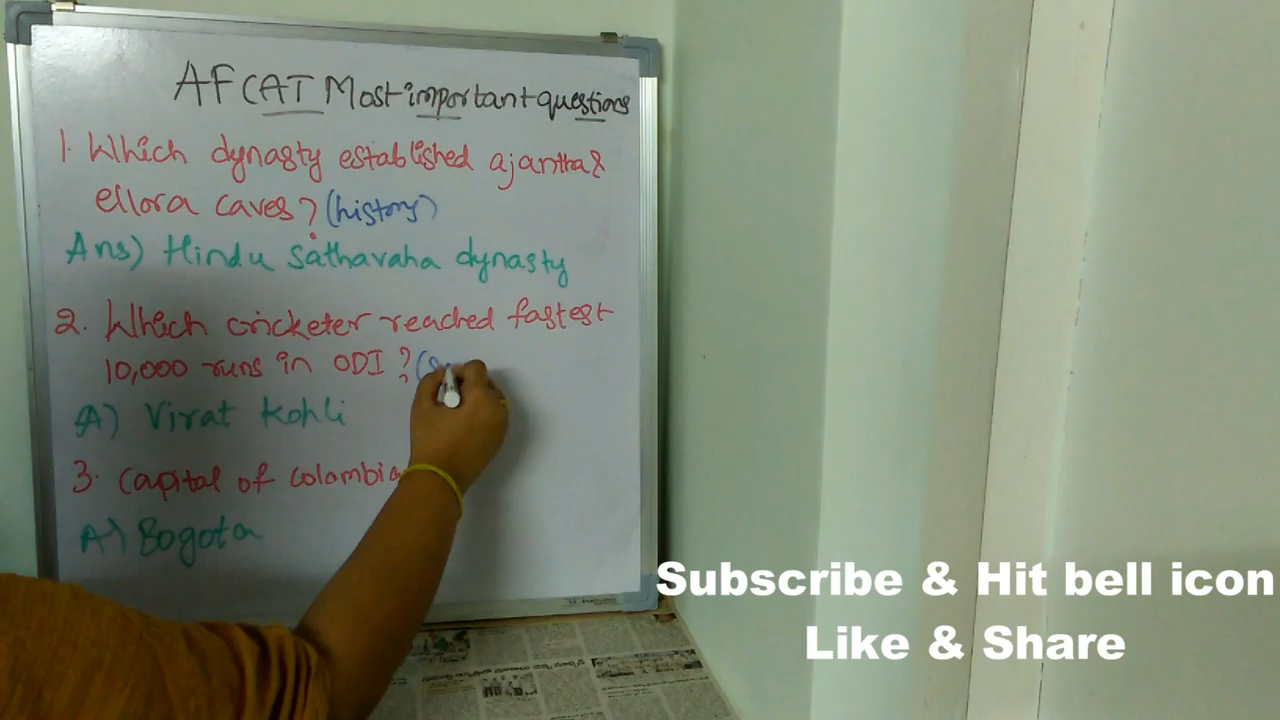 AFCAT Most important questions
1. Which dynasty established ajantha &
ellora caves? (history)
Ans) Hindu Sathavaha dynasty
2. Which cricketer reached fastest
10,000 runs in ODI ? (
A) Virat Kohli
3. Capital of colombia
A) Bogota
Subscribe & Hit bell icon
Like & Share